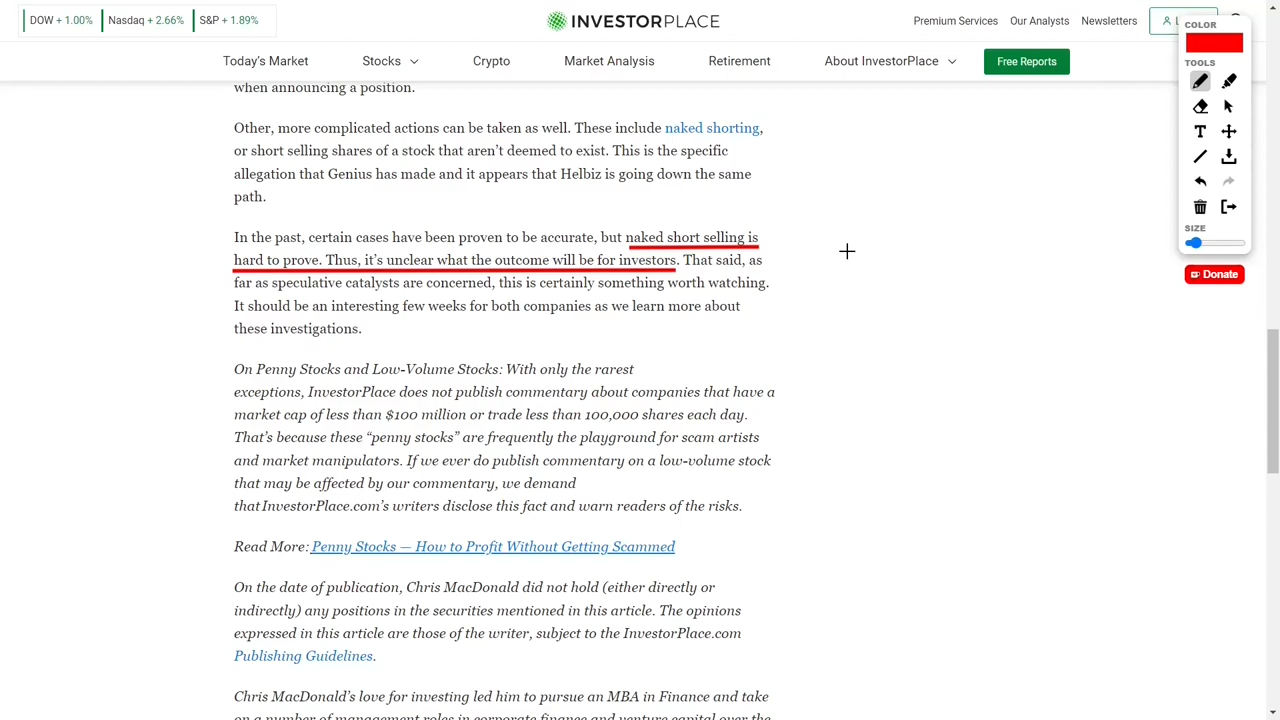 DOW + 1.00% Nasdaq + 2.66% S&P + 1.89%
INVESTORPLACE
Premium Services Our Analysts Newsletters
Today's Market Stocks Crypto Market Analysis Retirement About InvestorPlace Free Reports
when announcing a position.
Other, more complicated actions can be taken as well. These include naked shorting,
or short selling shares of a stock that aren't deemed to exist. This is the specific
allegation that Genius has made and it appears that Helbiz is going down the same
path.
In the past, certain cases have been proven to be accurate, but naked short selling is
hard to prove. Thus, it's unclear what the outcome will be for investors. That said, as
far as speculative catalysts are concerned, this is certainly something worth watching.
It should be an interesting few weeks for both companies as we learn more about
these investigations.
On Penny Stocks and Low-Volume Stocks: With only the rarest
exceptions, InvestorPlace does not publish commentary about companies that have a
market cap of less than $100 million or trade less than 100,000 shares each day.
That's because these “penny stocks” are frequently the playground for scam artists
and market manipulators. If we ever do publish commentary on a low-volume stock
that may be affected by our commentary, we demand
thatInvestorPlace.com's writers disclose this fact and warn readers of the risks.
Read More: Penny Stocks — How to Profit Without Getting Scammed
On the date of publication, Chris MacDonald did not hold (either directly or
indirectly) any positions in the securities mentioned in this article. The opinions
expressed in this article are those of the writer, subject to the InvestorPlace.com
Publishing Guidelines.
Chris MacDonald's love for investing led him to pursue an MBA in Finance and take
on a number of management roles in corporate finance and venture capital over the
COLOR
TOOLS
T
SIZE
Donate